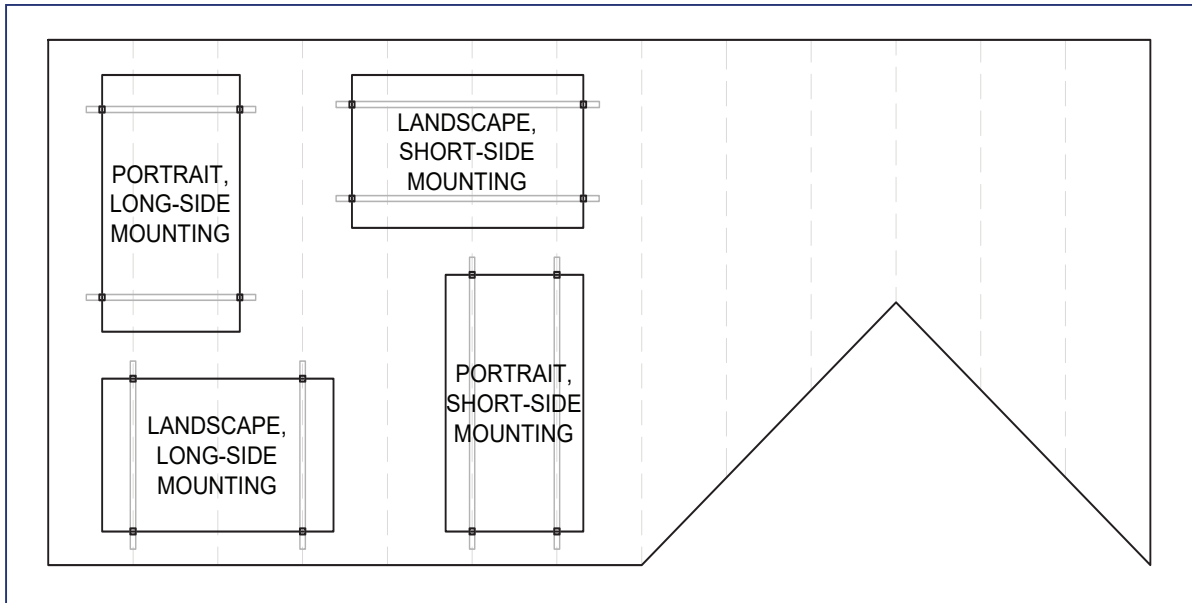 PORTRAIT,
LONG-SIDE
MOUNTING
LANDSCAPE,
SHORT-SIDE
MOUNTING
LANDSCAPE,
LONG-SIDE
MOUNTING
PORTRAIT,
SHORT-SIDE
MOUNTING